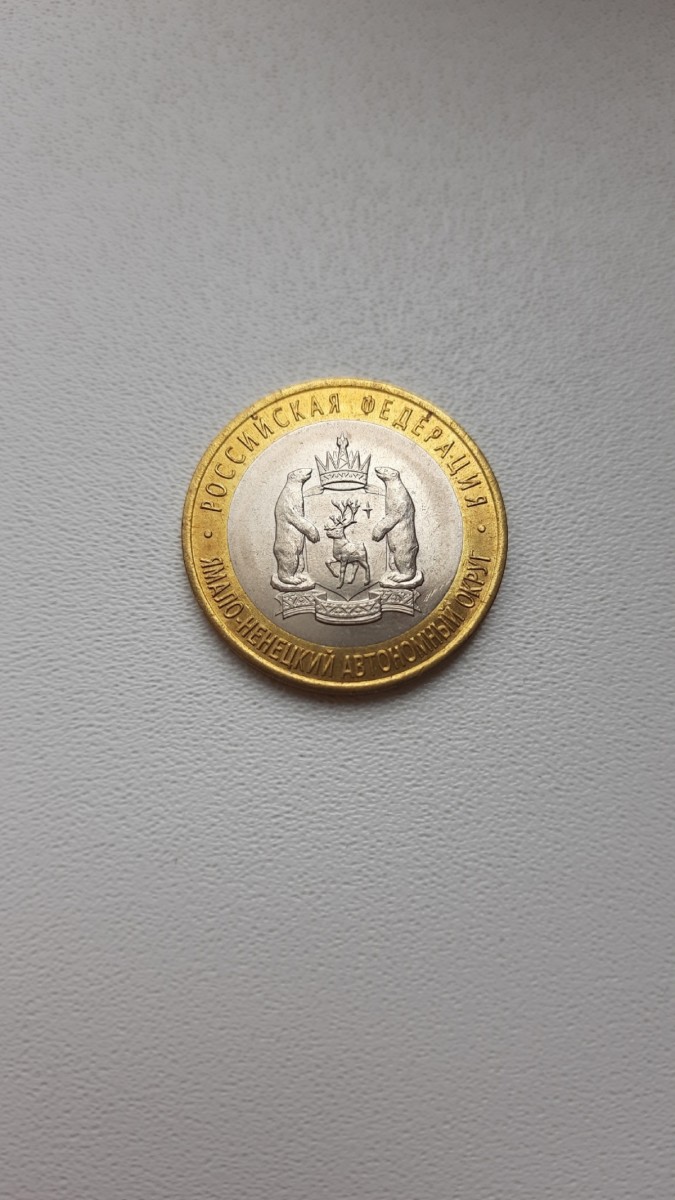 РОССИЙСКАЯ ФЕДЕРАЦИЯ
ЯМАЛО-НЕНЕЦКИЙ АВТОНОМНЫЙ ОКРУГ